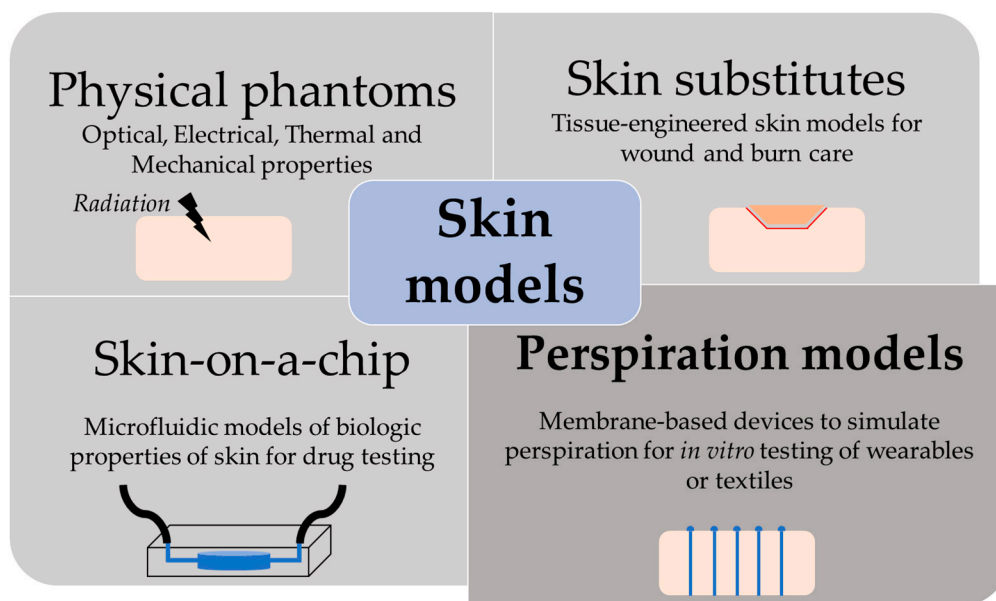 Physical phantoms
Optical, Electrical, Thermal and
Mechanical properties
Radiation
Skin substitutes
Tissue-engineered skin models for
wound and burn care
Skin
models
Skin-on-a-chip
Microfluidic models of biologic
properties of skin for drug testing
Perspiration models
Membrane-based devices to simulate
perspiration for in vitro testing of wearables
or textiles